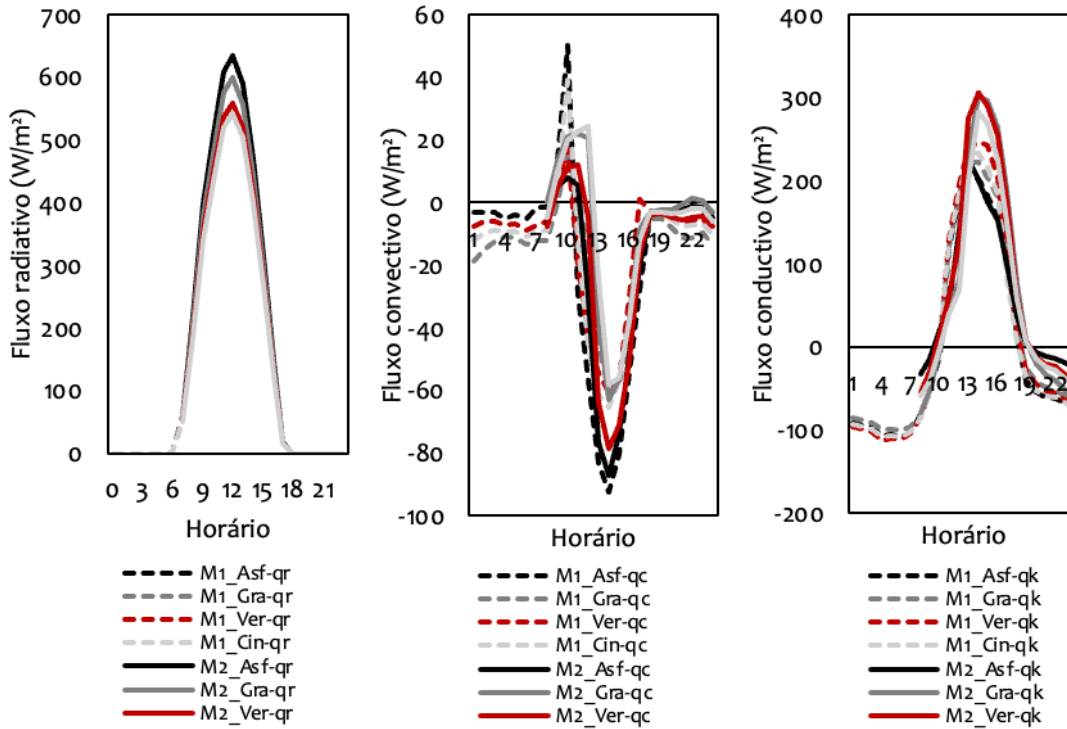 Fluxo radiativo (W/m²)
700
600
500
400
300
200
100
0
0 3 6 9 12 15 18 21
Horário
M1_Asf-qr
M1_Gra-qr
M1_Ver-qr
M1_Cin-qr
M2_Asf-qr
M2_Gra-qr
M2_Ver-qr
Fluxo convectivo (W/m²)
60
40
20
0
-20
-40
-60
-80
-100
1 4 7 10 13 16 19 22
Horário
M1_Asf-qc
M1_Gra-qc
M1_Ver-qc
M1_Cin-qc
M2_Asf-qc
M2_Gra-qc
M2_Ver-qc
Fluxo conductivo (W/m²)
400
300
200
100
0
-100
-200
1 4 7 10 13 16 19 22
Horário
M1_Asf-qk
M1_Gra-qk
M1_Ver-qk
M1_Cin-qk
M2_Asf-qk
M2_Gra-qk
M2_Ver-qk